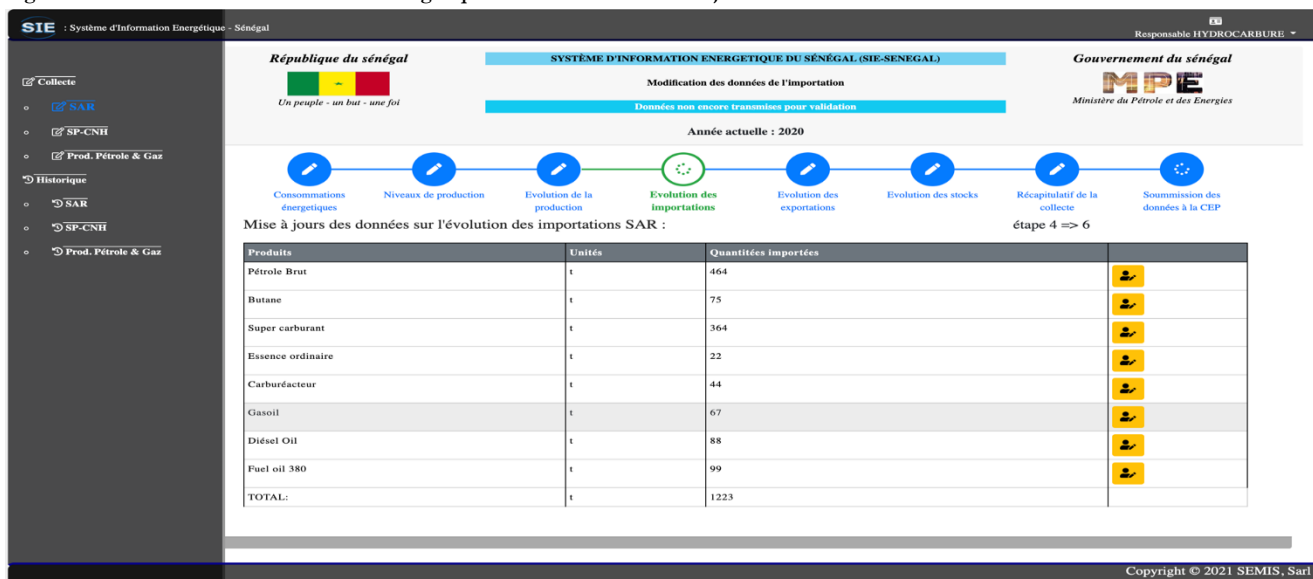 SIE : Système d'Information Energétique - Sénégal
Responsable HYDROCARBURE
Collecte
SAR
SP-CNH
Prod. Pétrole & Gaz
Historique
SAR
SP-CNH
Prod. Pétrole & Gaz
République du sénégal
Un peuple - un but - une foi
SYSTÈME D'INFORMATION ENERGETIQUE DU SÉNÉGAL (SIE-SENEGAL)
Modification des données de l'importation
Données non encore transmises pour validation
Année actuelle : 2020
Gouvernement du sénégal
MPE
Ministère du Pétrole et des Energies
Consommations
énergetiques
Niveaux de production
Evolution de la
production
Evolution des
importations
Evolution des
exportations
Evolution des stocks
Récapitulatif de la
collecte
Soummission des
données à la CEP
Mise à jours des données sur l'évolution des importations SAR : étape 4 => 6
Produits Unités Quantitées importées
Pétrole Brut t 464
Butane t 75
Super carburant t 364
Essence ordinaire t 22
Carburéacteur t 44
Gasoil t 67
Diésel Oil t 88
Fuel oil 380 t 99
TOTAL: t 1223
Copyright © 2021 SEMIS, Sarl